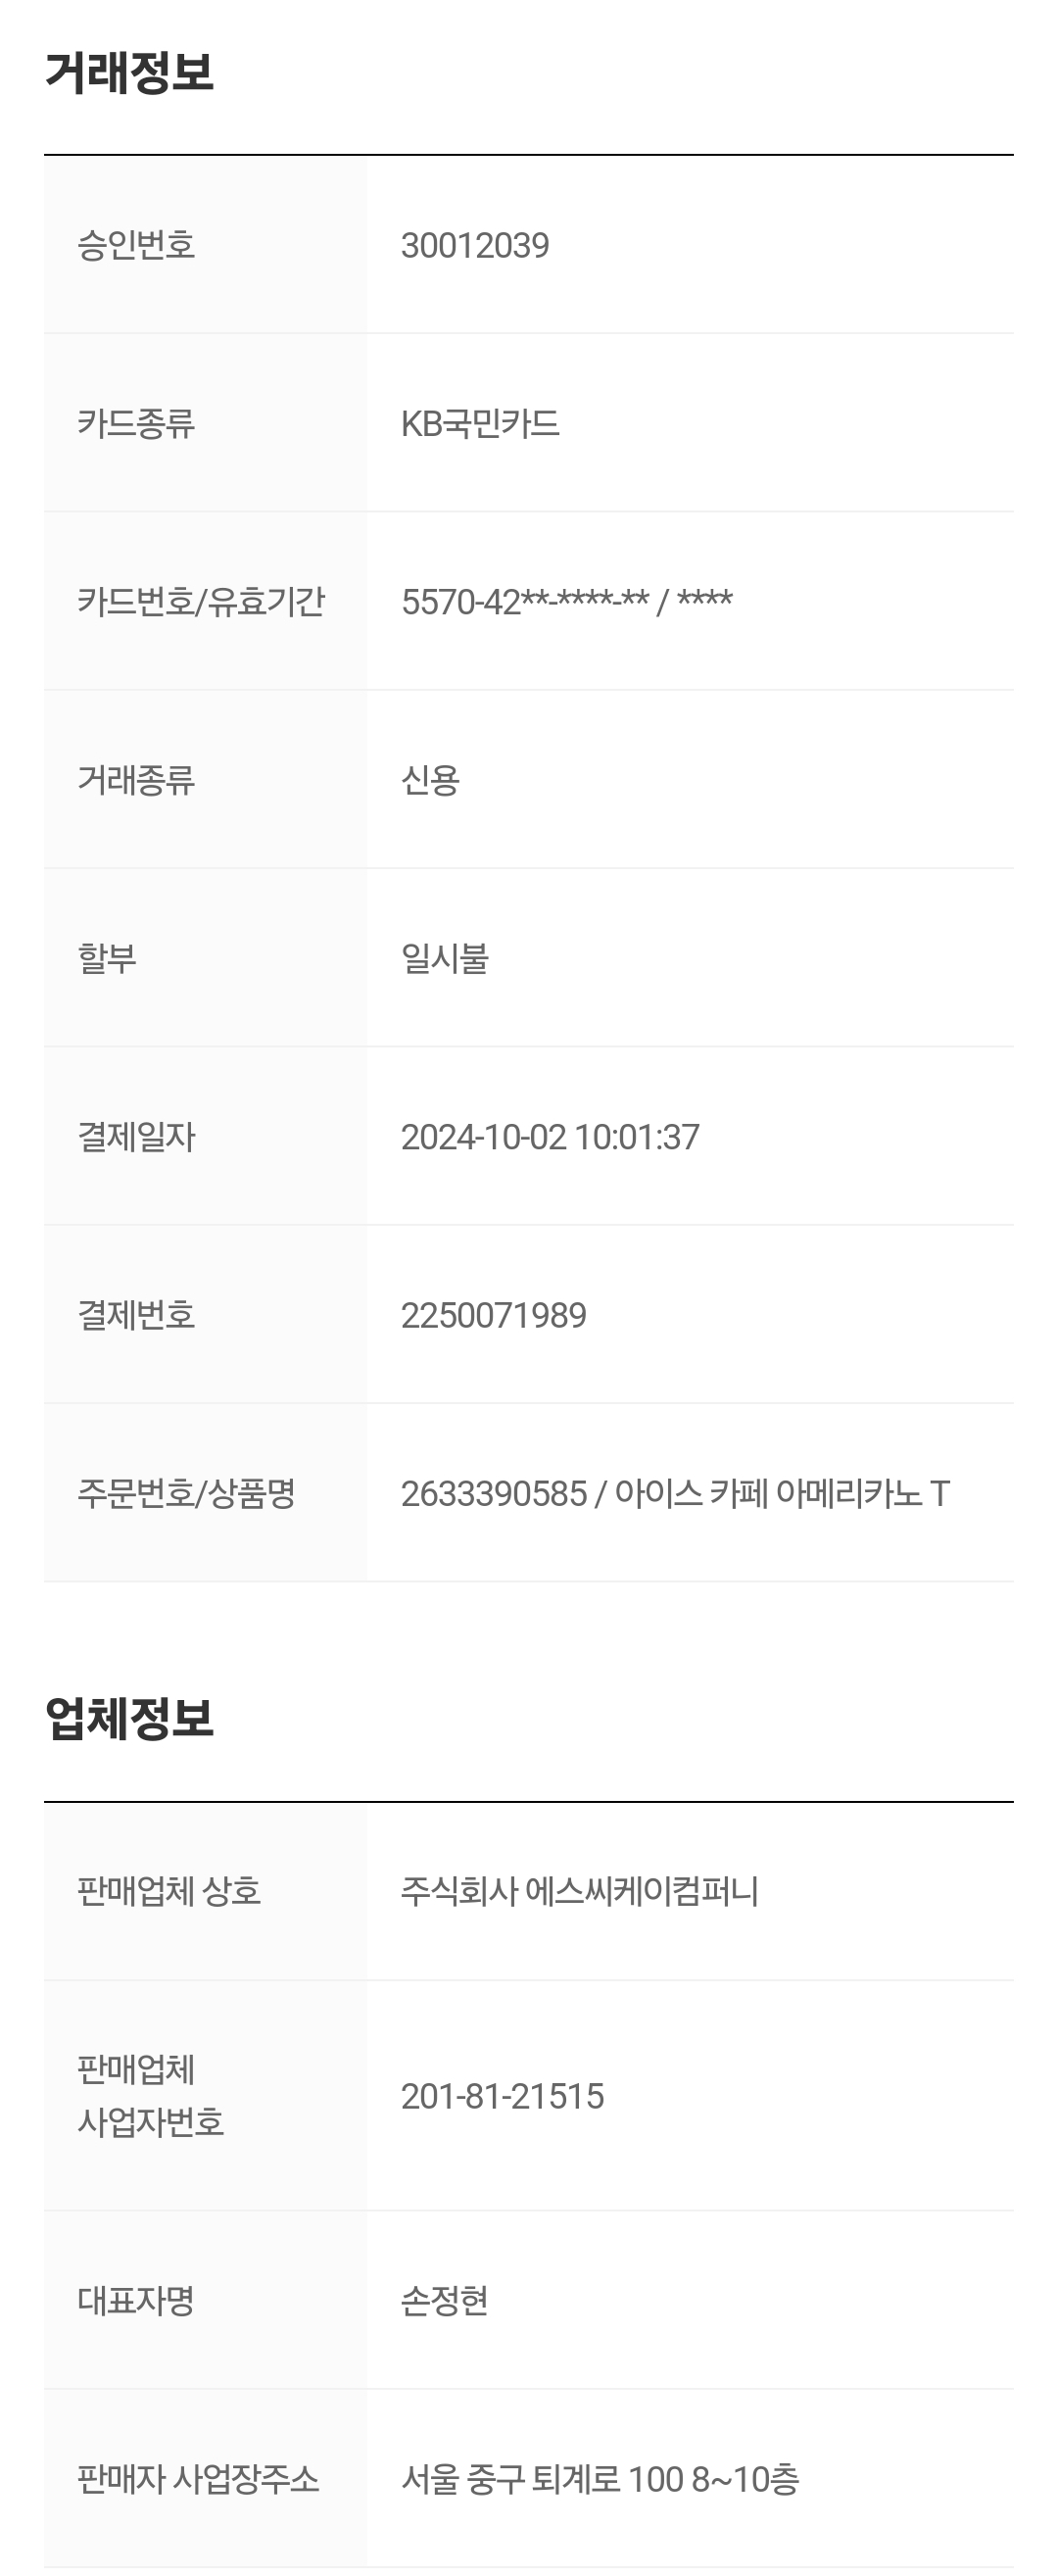 거래정보
승인번호 30012039
카드종류 KB국민카드
카드번호/유효기간 5570-42**-****-** / ****
거래종류 신용
할부 일시불
결제일자 2024-10-02 10:01:37
결제번호 2250071989
주문번호/상품명 2633390585 / 아이스 카페 아메리카노 T
업체정보
판매업체 상호 주식회사 에스씨케이컴퍼니
판매업체
사업자번호 201-81-21515
대표자명 손정현
판매자 사업장주소 서울 중구 퇴계로 100 8~10층